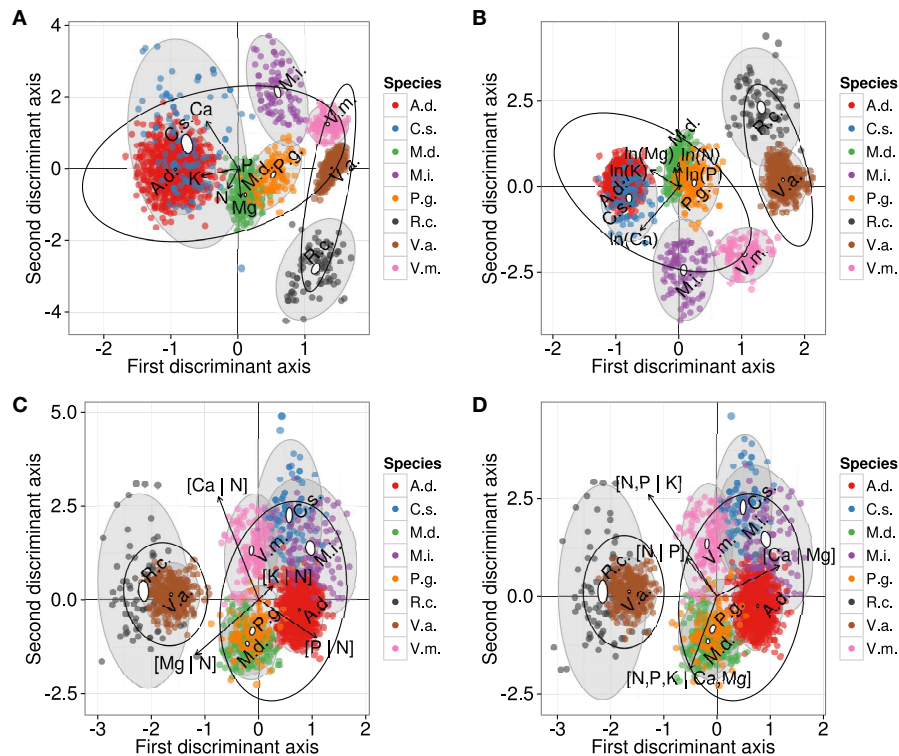 A
Second discriminant axis
4
2
0
-2
-4
-2
-1
0
1
First discriminant axis
C.s.
Ca
M.i.
V.m.
A.d.
K
N
P
M.d.
Mg
P.g.
V.a.
R.c.
Species
A.d.
C.s.
M.d.
M.i.
P.g.
R.c.
V.a.
V.m.
B
Second discriminant axis
2.5
0.0
-2.5
-2
-1
0
1
2
First discriminant axis
R.c.
M.d.
ln(Mg)
ln(N)
ln(K)
ln(P)
A.d.
C.s.
P.g.
V.a.
ln(Ca)
M.i.
V.m.
Species
A.d.
C.s.
M.d.
M.i.
P.g.
R.c.
V.a.
V.m.
C
Second discriminant axis
5.0
2.5
0.0
-2.5
-3
-2
-1
0
1
2
First discriminant axis
[Ca | N]
C.s.
V.m.
M.i.
[K | N]
R.c.
V.a.
A.d.
P.g.
M.d.
[P | N]
[Mg | N]
Species
A.d.
C.s.
M.d.
M.i.
P.g.
R.c.
V.a.
V.m.
D
Second discriminant axis
2.5
0.0
-2.5
-3
-2
-1
0
1
2
First discriminant axis
[N,P | K]
C.s.
M.i.
V.m.
[N | P]
[Ca | Mg]
R.c.
V.a.
P.g.
A.d.
M.d.
[N,P,K | Ca,Mg]
Species
A.d.
C.s.
M.d.
M.i.
P.g.
R.c.
V.a.
V.m.